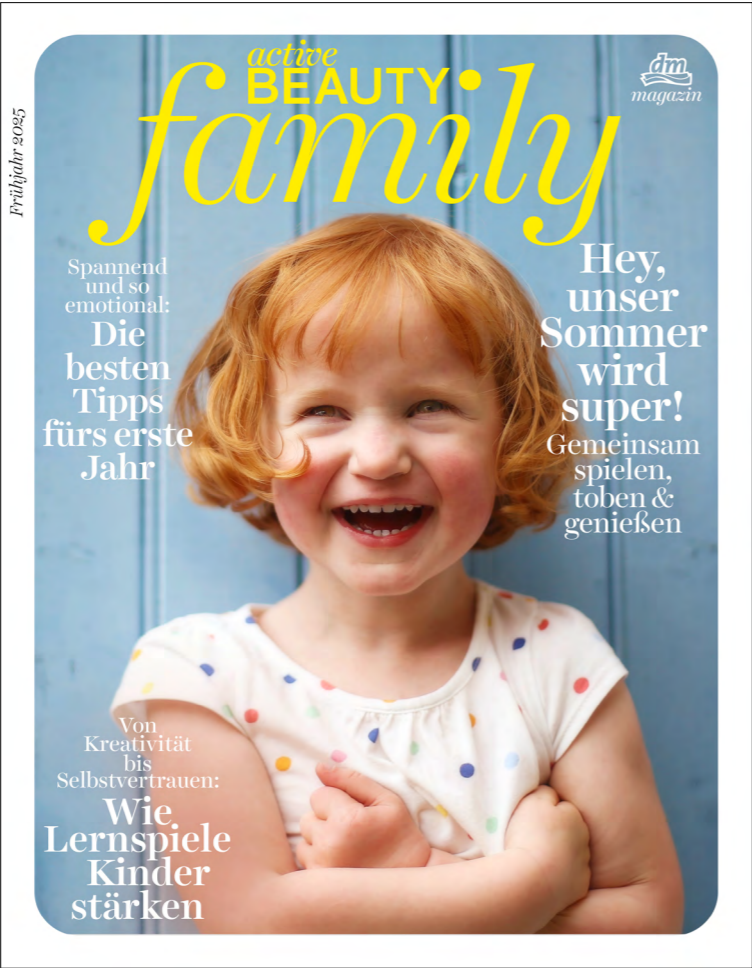 Frühjahr 2025
active
BEAUTY
family
dm
magazin
Spannend
und so
emotional:
Die
besten
Tipps
fürs erste
Jahr
Hey,
unser
Sommer
wird
super!
Gemeinsam
spielen,
toben &
genießen
Von
Kreativität
bis
Selbstvertrauen:
Wie
Lernspiele
Kinder
stärken